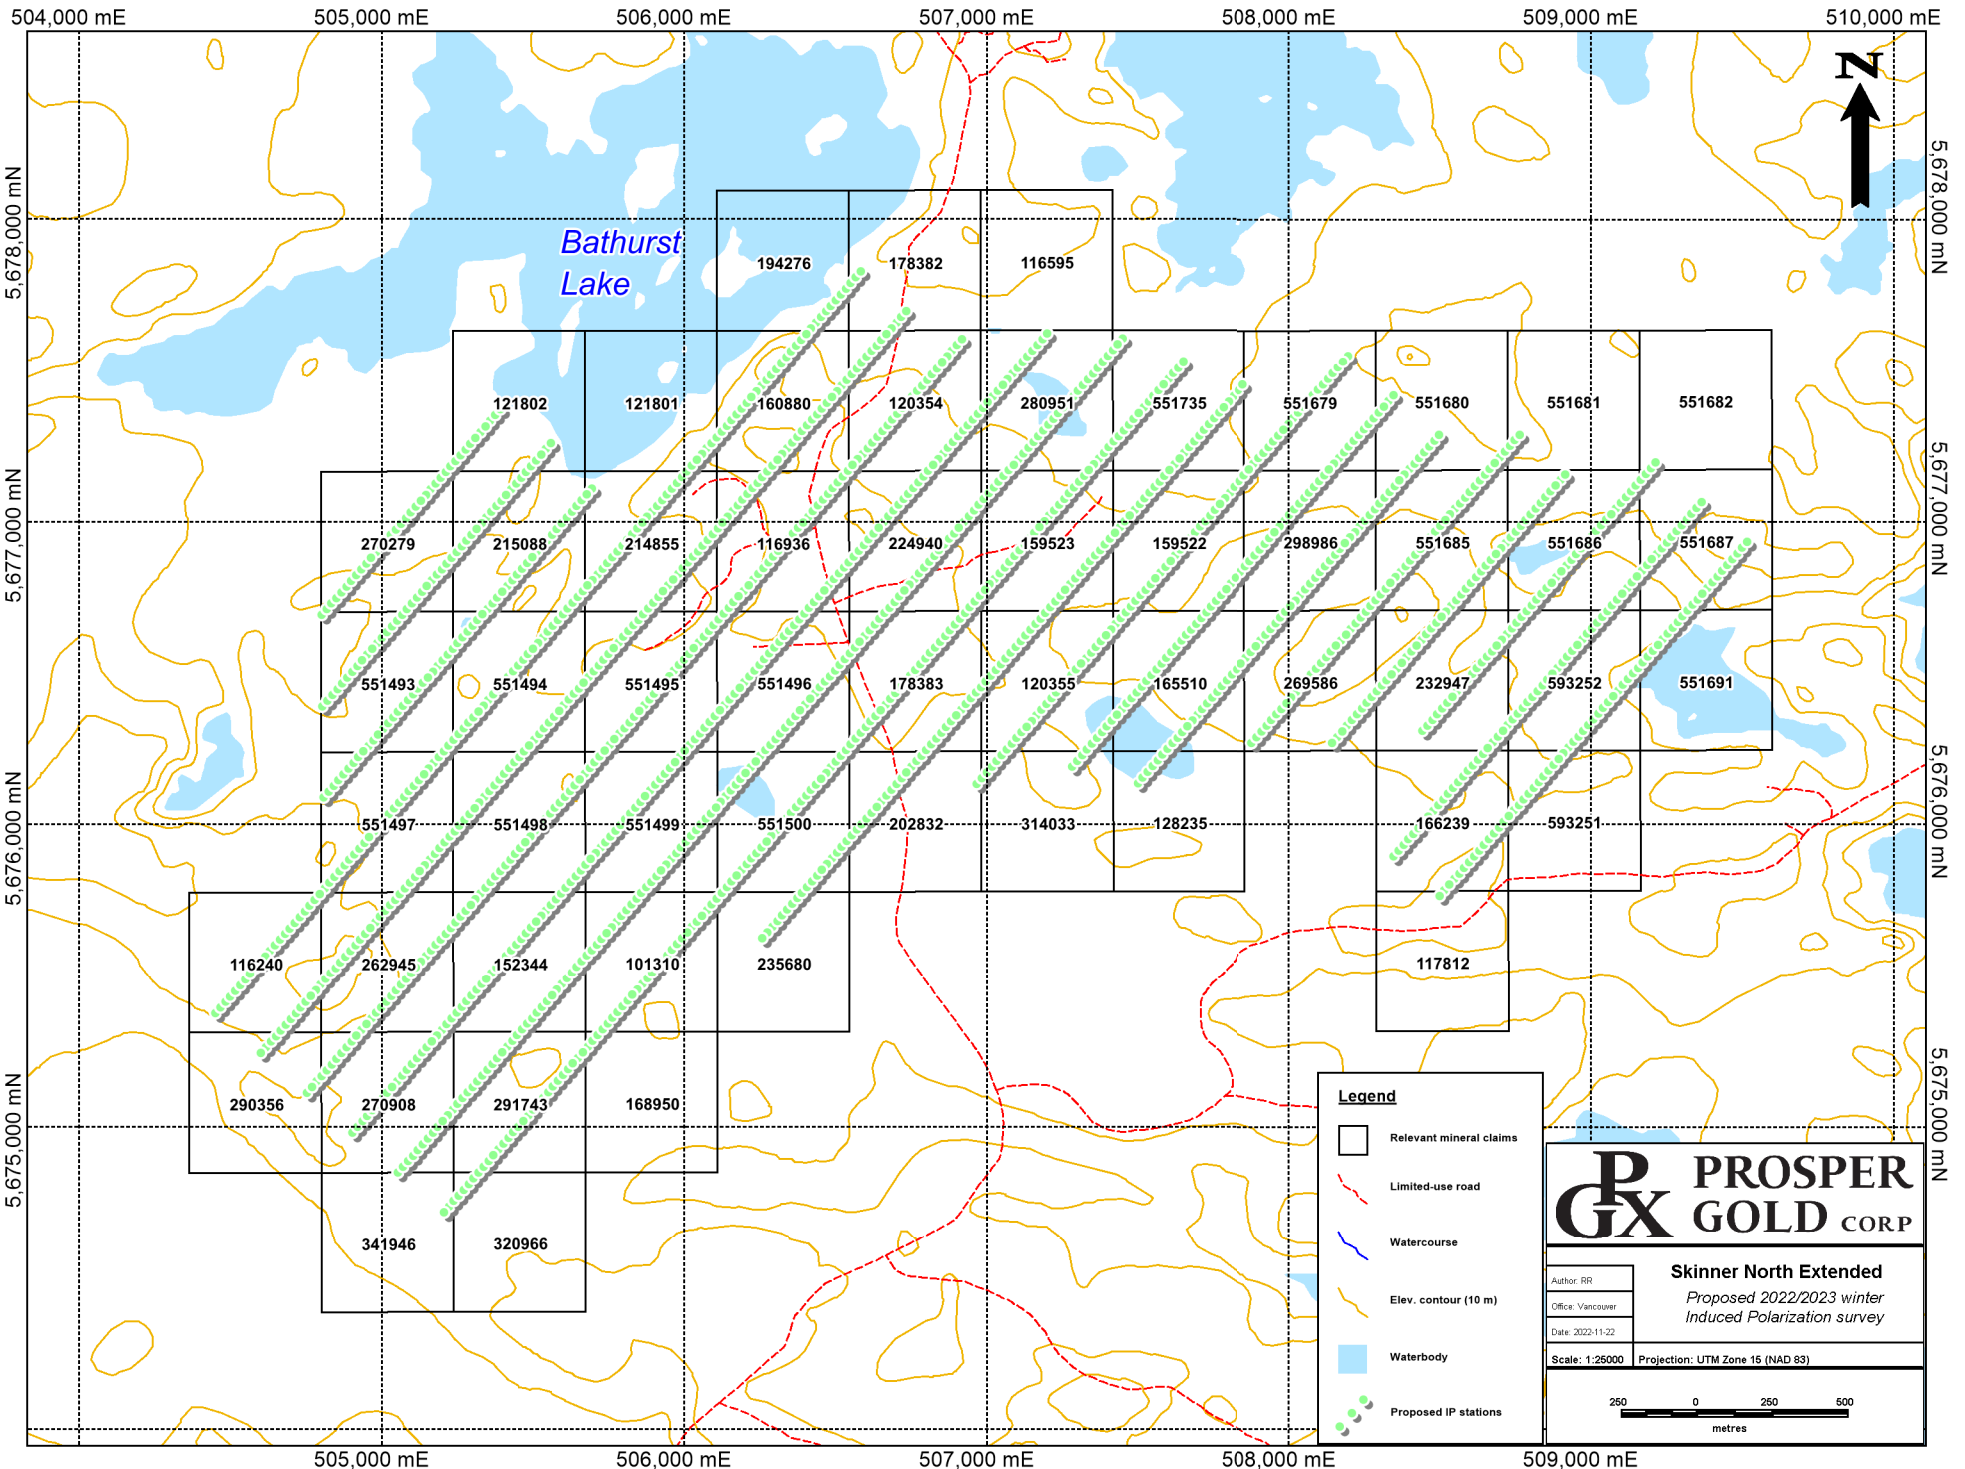 504,000 mE
505,000 mE
506,000 mE
507,000 mE
508,000 mE
509,000 mE
510,000 mE
N
5,678,000 mN
5,678,000 mN
Bathurst
Lake
194276
178382
116595
121802
121801
160880
120354
280951
551735
551679
551680
551681
551682
5,677,000 mN
5,677,000 mN
270279
215088
214855
116936
224940
159523
159522
298986
551685
551686
551687
551493
551494
551495
551496
178383
120355
165510
269586
232947
593252
551691
5,676,000 mN
5,676,000 mN
551497
551498
551499
551500
202832
314033
128235
166239
593251
116240
262945
152344
101310
235680
117812
5,675,000 mN
5,675,000 mN
290356
270908
291743
168950
341946
320966
Legend
Relevant mineral claims
Limited-use road
Watercourse
Elev. contour (10 m)
Waterbody
Proposed IP stations
PGX
PROSPER
GOLD CORP
Skinner North Extended
Proposed 2022/2023 winter
Induced Polarization survey
Author: RR
Office: Vancouver
Date: 2022-11-22
Scale: 1:25000
Projection: UTM Zone 15 (NAD 83)
250 0 250 500
metres
505,000 mE
506,000 mE
507,000 mE
508,000 mE
509,000 mE